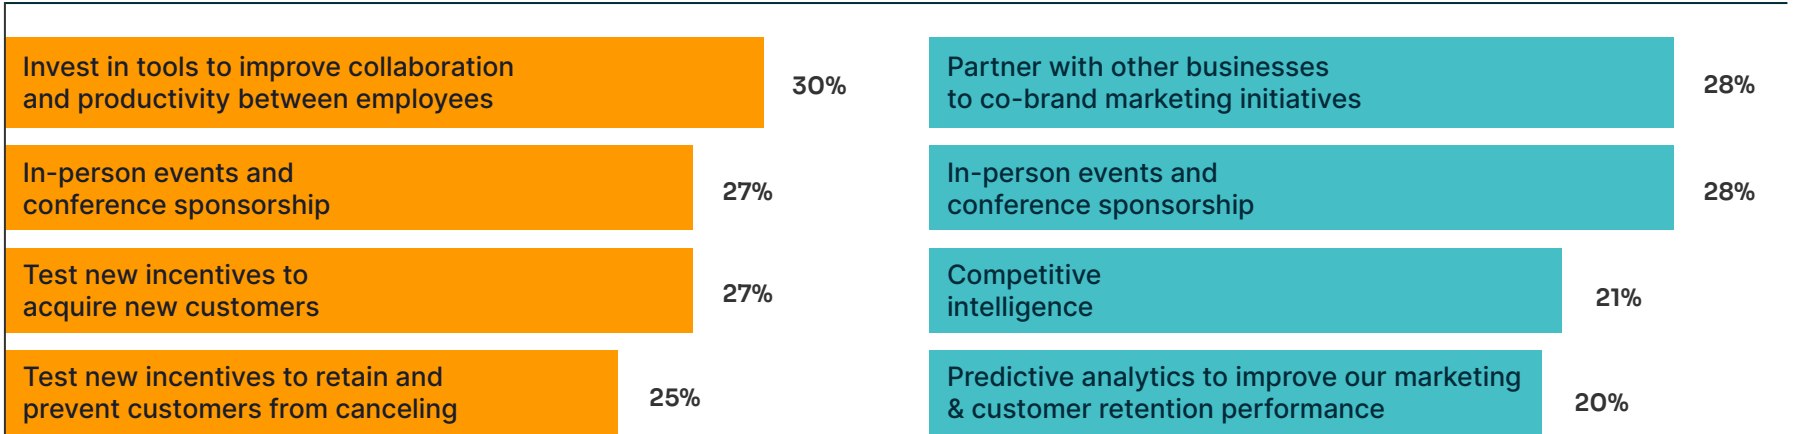 Invest in tools to improve collaboration
and productivity between employees
30%
In-person events and
conference sponsorship
27%
Test new incentives to
acquire new customers
27%
Test new incentives to retain and
prevent customers from canceling
25%
Partner with other businesses
to co-brand marketing initiatives
28%
In-person events and
conference sponsorship
28%
Competitive
intelligence
21%
Predictive analytics to improve our marketing
& customer retention performance
20%